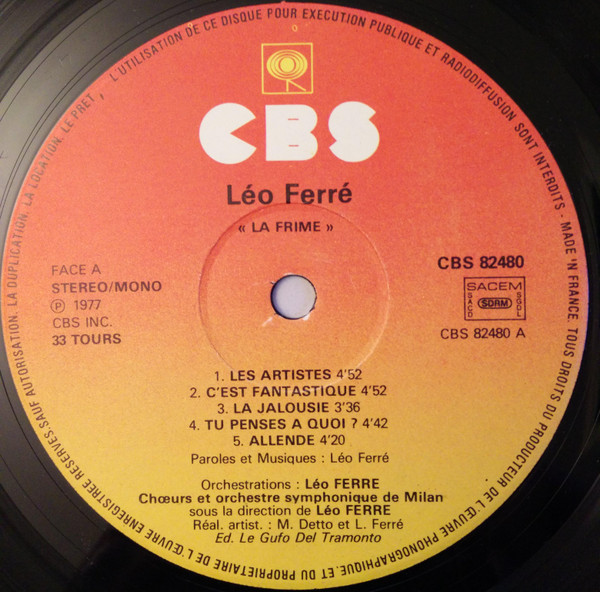 L'UTILISATION DE CE DISQUE POUR EXECUTION PUBLIQUE ET RADIODIFFUSION SONT INTERDITS - MADE 'N FRANCE. TOUS DROITS DU PRODUCTEUR DE L'ŒUVRE PHONOGRAPHIQUE ET DU PROPRIETAIRE DE L'ŒUVRE ENREGISTREE RESERVES. SAUF AUTORISATION. LA DUPLICATION. LA LOCATION. LE PRET,
CBS
Léo Ferré
« LA FRIME »
FACE A
STEREO/MONO
℗ 1977
CBS INC.
33 TOURS
CBS 82480
SACEM
SACD
SDRM
SGDL
CBS 82480 A
1. LES ARTISTES 4'52
2. C'EST FANTASTIQUE 4'52
3. LA JALOUSIE 3'36
4. TU PENSES A QUOI ? 4'42
5. ALLENDE 4'20
Paroles et Musiques : Léo Ferré
Orchestrations : Léo FERRE
Chœurs et orchestre symphonique de Milan
sous la direction de Léo FERRE
Réal. artist. : M. Detto et L. Ferré
Ed. Le Gufo Del Tramonto